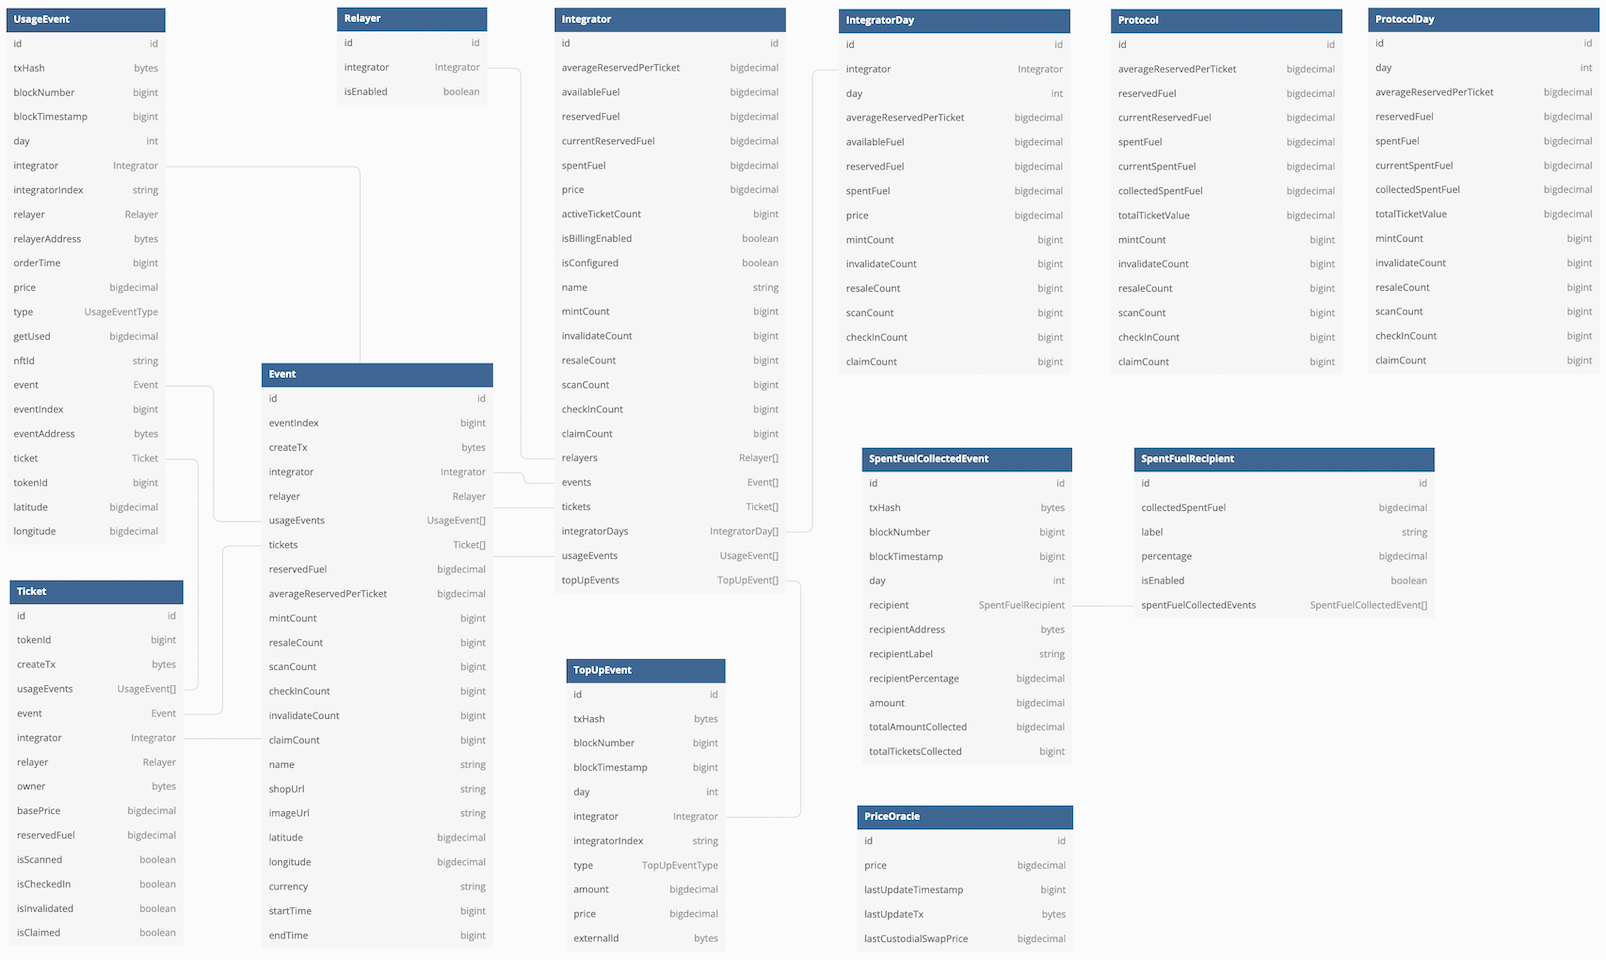 UsageEvent
id id
txHash bytes
blockNumber bigint
blockTimestamp bigint
day int
integrator Integrator
integratorIndex string
relayer Relayer
relayerAddress bytes
orderTime bigint
price bigdecimal
type UsageEventType
getUsed bigdecimal
nftId string
event Event
eventIndex bigint
eventAddress bytes
ticket Ticket
tokenId bigint
latitude bigdecimal
longitude bigdecimal
Ticket
id id
tokenId bigint
createTx bytes
usageEvents UsageEvent[]
event Event
integrator Integrator
relayer Relayer
owner bytes
basePrice bigdecimal
reservedFuel bigdecimal
isScanned boolean
isCheckedIn boolean
isInvalidated boolean
isClaimed boolean
Relayer
id id
integrator Integrator
isEnabled boolean
Event
id id
eventIndex bigint
createTx bytes
integrator Integrator
relayer Relayer
usageEvents UsageEvent[]
tickets Ticket[]
reservedFuel bigdecimal
averageReservedPerTicket bigdecimal
mintCount bigint
resaleCount bigint
scanCount bigint
checkInCount bigint
invalidateCount bigint
claimCount bigint
name string
shopUrl string
imageUrl string
latitude bigdecimal
longitude bigdecimal
currency string
startTime bigint
endTime bigint
Integrator
id id
averageReservedPerTicket bigdecimal
availableFuel bigdecimal
reservedFuel bigdecimal
currentReservedFuel bigdecimal
spentFuel bigdecimal
price bigdecimal
activeTicketCount bigint
isBillingEnabled boolean
isConfigured boolean
name string
mintCount bigint
invalidateCount bigint
resaleCount bigint
scanCount bigint
checkInCount bigint
claimCount bigint
relayers Relayer[]
events Event[]
tickets Ticket[]
integratorDays IntegratorDay[]
usageEvents UsageEvent[]
topUpEvents TopUpEvent[]
TopUpEvent
id id
txHash bytes
blockNumber bigint
blockTimestamp bigint
day int
integrator Integrator
integratorIndex string
type TopUpEventType
amount bigdecimal
price bigdecimal
externalId bytes
IntegratorDay
id id
integrator Integrator
day int
averageReservedPerTicket bigdecimal
availableFuel bigdecimal
reservedFuel bigdecimal
spentFuel bigdecimal
price bigdecimal
mintCount bigint
invalidateCount bigint
resaleCount bigint
scanCount bigint
checkInCount bigint
claimCount bigint
Protocol
id id
averageReservedPerTicket bigdecimal
reservedFuel bigdecimal
currentReservedFuel bigdecimal
spentFuel bigdecimal
currentSpentFuel bigdecimal
collectedSpentFuel bigdecimal
totalTicketValue bigdecimal
mintCount bigint
invalidateCount bigint
resaleCount bigint
scanCount bigint
checkInCount bigint
claimCount bigint
ProtocolDay
id id
day int
averageReservedPerTicket bigdecimal
reservedFuel bigdecimal
spentFuel bigdecimal
currentSpentFuel bigdecimal
collectedSpentFuel bigdecimal
totalTicketValue bigdecimal
mintCount bigint
invalidateCount bigint
resaleCount bigint
scanCount bigint
checkInCount bigint
claimCount bigint
SpentFuelCollectedEvent
id id
txHash bytes
blockNumber bigint
blockTimestamp bigint
day int
recipient SpentFuelRecipient
recipientAddress bytes
recipientLabel string
recipientPercentage bigdecimal
amount bigdecimal
totalAmountCollected bigdecimal
totalTicketsCollected bigint
SpentFuelRecipient
id id
collectedSpentFuel bigdecimal
label string
percentage bigdecimal
isEnabled boolean
spentFuelCollectedEvents SpentFuelCollectedEvent[]
PriceOracle
id id
price bigdecimal
lastUpdateTimestamp bigint
lastUpdateTx bytes
lastCustodialSwapPrice bigdecimal